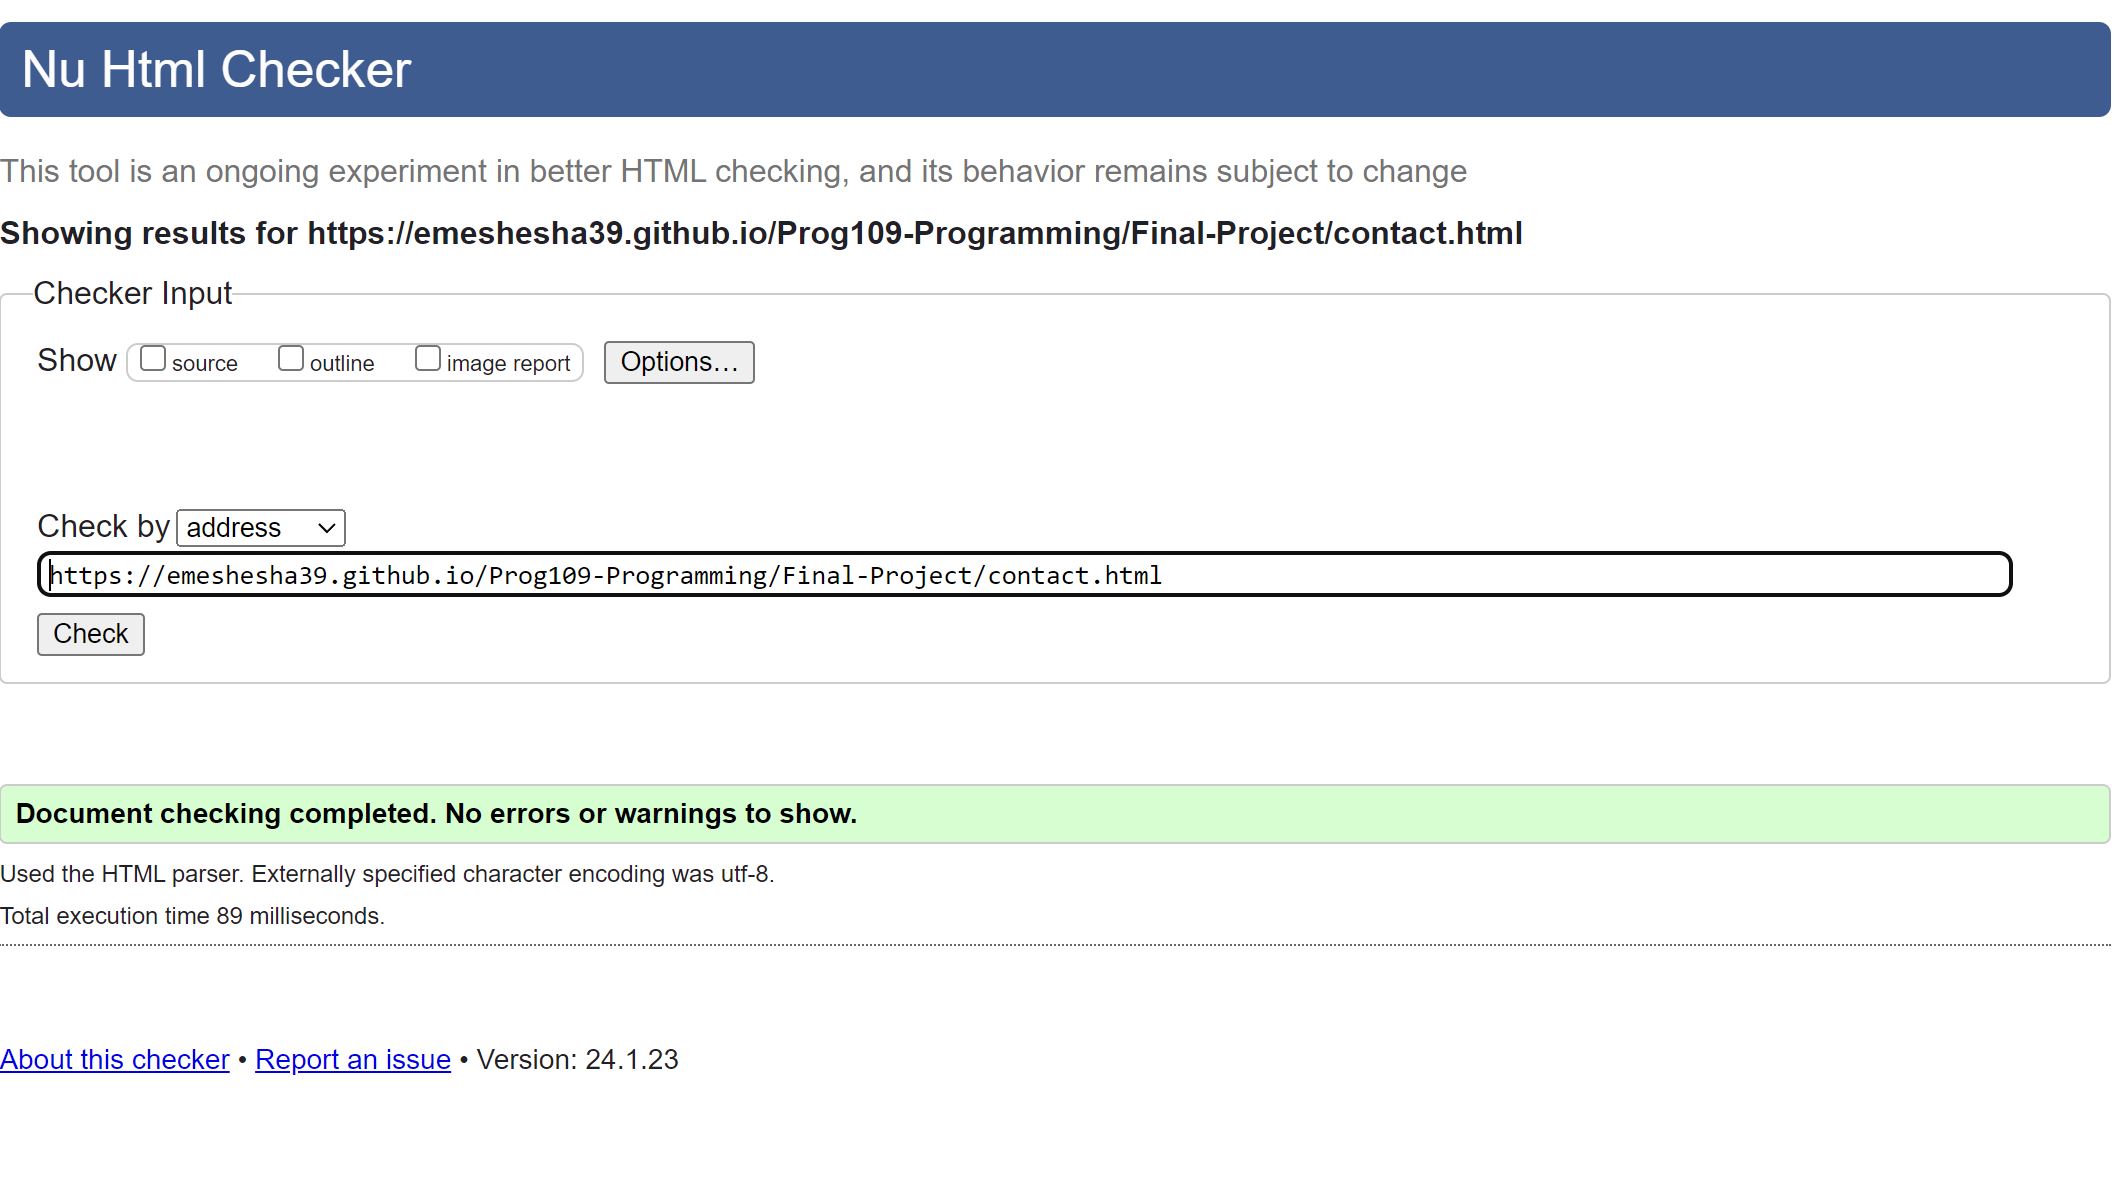 Nu Html Checker
This tool is an ongoing experiment in better HTML checking, and its behavior remains subject to change
Showing results for https://emeshesha39.github.io/Prog109-Programming/Final-Project/contact.html
Checker Input
Show source outline image report Options…
Check by address
https://emeshesha39.github.io/Prog109-Programming/Final-Project/contact.html
Check
Document checking completed. No errors or warnings to show.
Used the HTML parser. Externally specified character encoding was utf-8.
Total execution time 89 milliseconds.
About this checker • Report an issue • Version: 24.1.23